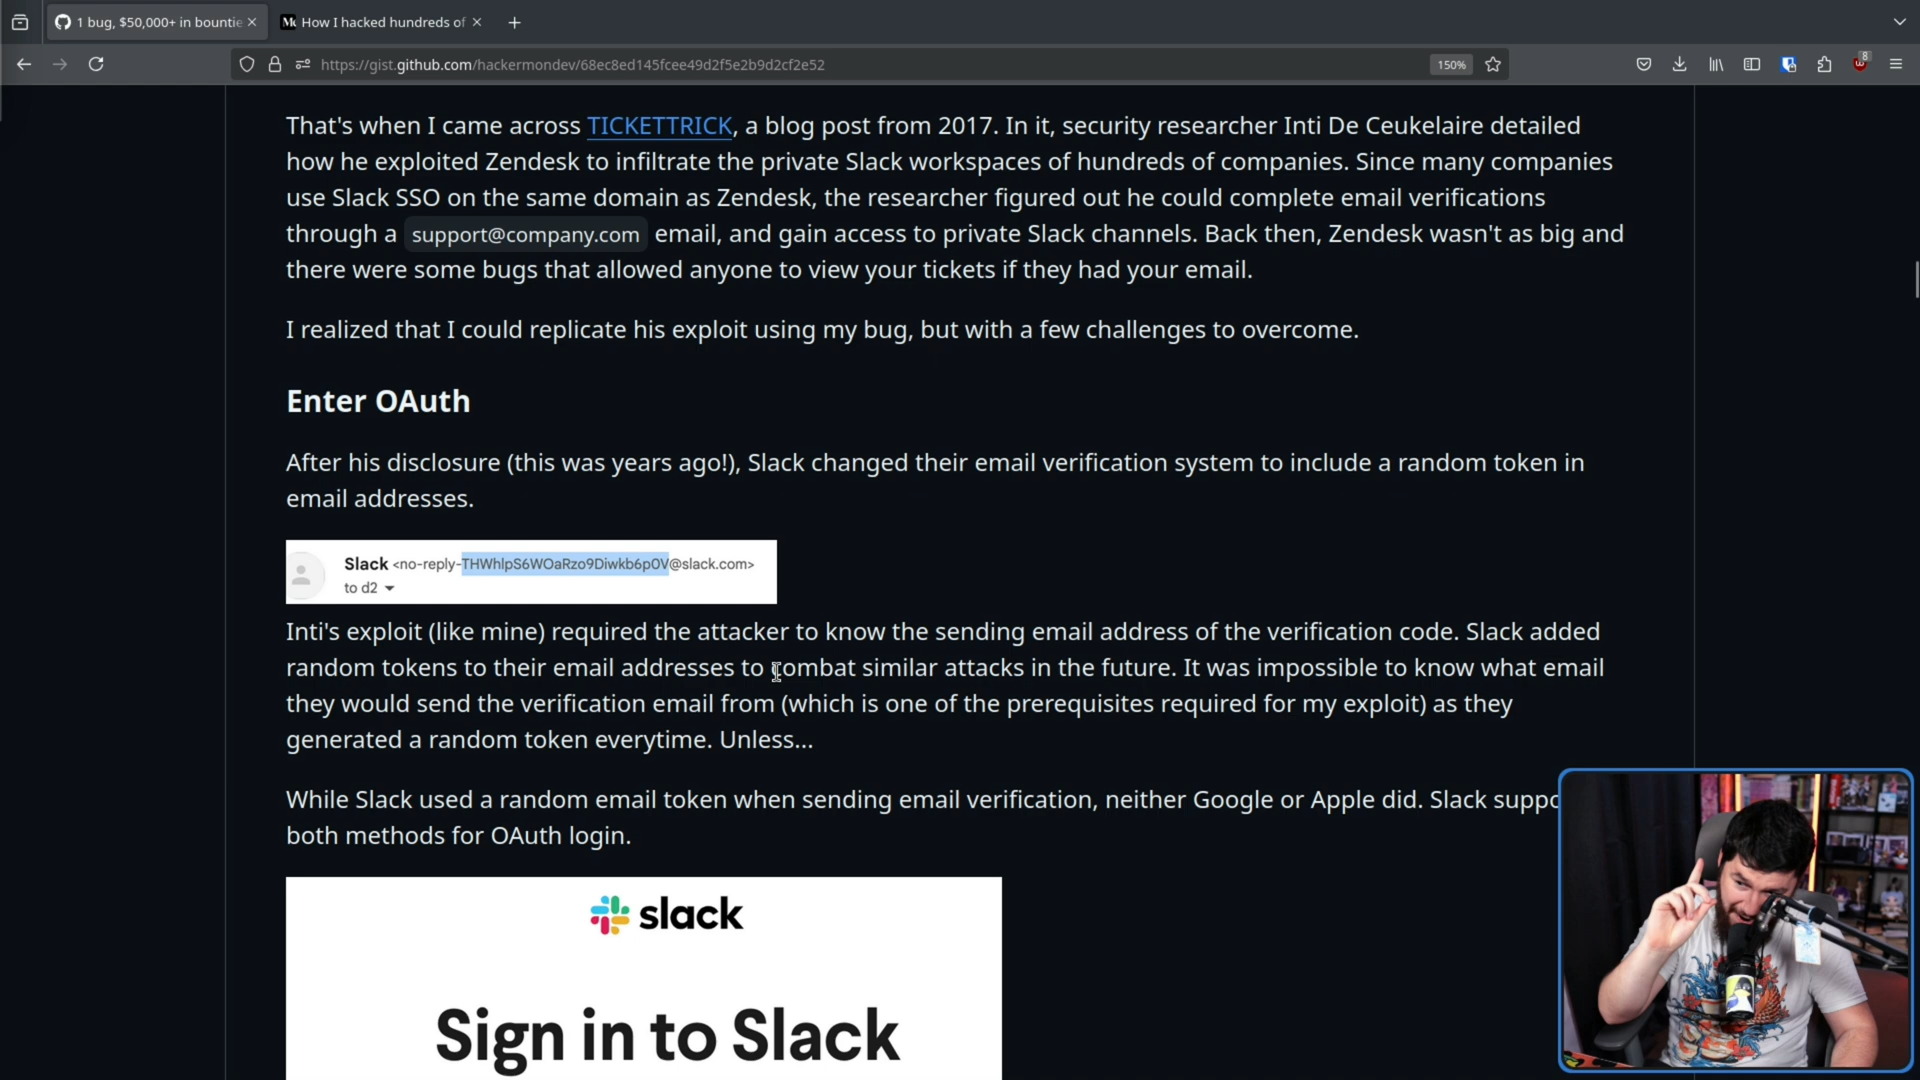 1 bug, $50,000+ in bountie
How I hacked hundreds of
https://gist.github.com/hackermondev/68ec8ed145fcee49d2f5e2b9d2cf2e52
150%
8
That's when I came across TICKETTRICK, a blog post from 2017. In it, security researcher Inti De Ceukelaire detailed
how he exploited Zendesk to infiltrate the private Slack workspaces of hundreds of companies. Since many companies
use Slack SSO on the same domain as Zendesk, the researcher figured out he could complete email verifications
through a support@company.com email, and gain access to private Slack channels. Back then, Zendesk wasn't as big and
there were some bugs that allowed anyone to view your tickets if they had your email.
I realized that I could replicate his exploit using my bug, but with a few challenges to overcome.
Enter OAuth
After his disclosure (this was years ago!), Slack changed their email verification system to include a random token in
email addresses.
Slack <no-reply-THWhlpS6WOaRzo9Diwkb6p0V@slack.com>
to d2
Inti's exploit (like mine) required the attacker to know the sending email address of the verification code. Slack added
random tokens to their email addresses to combat similar attacks in the future. It was impossible to know what email
they would send the verification email from (which is one of the prerequisites required for my exploit) as they
generated a random token everytime. Unless...
While Slack used a random email token when sending email verification, neither Google or Apple did. Slack suppo
both methods for OAuth login.
slack
Sign in to Slack